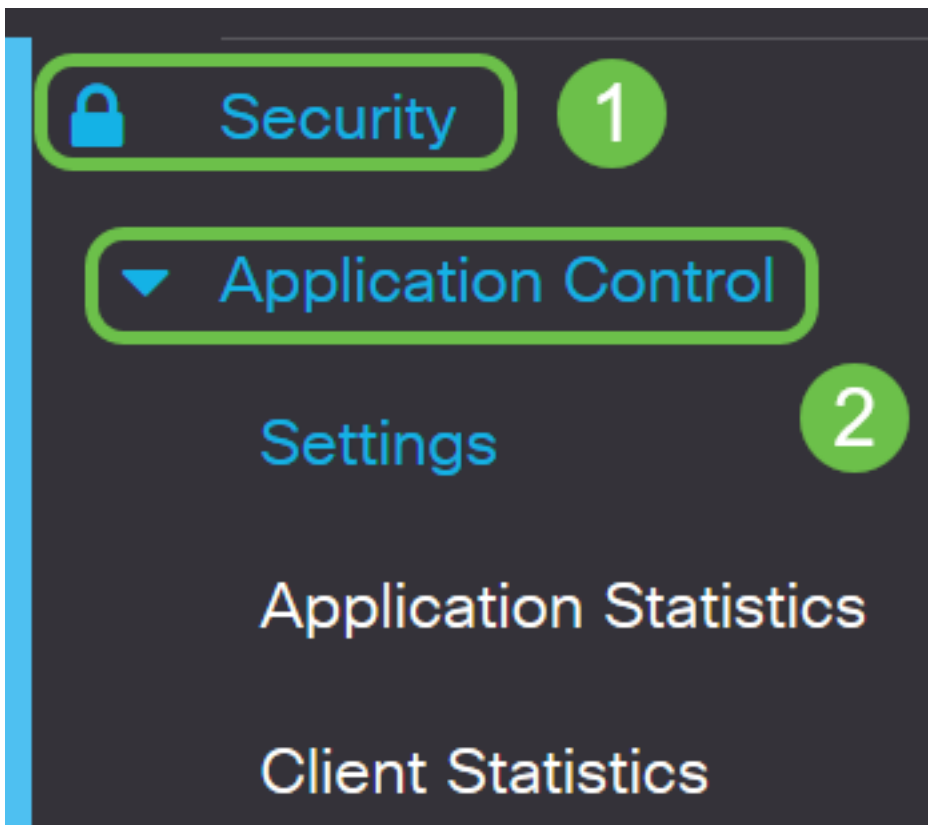 Security 1
Application Control
Settings 2
Application Statistics
Client Statistics